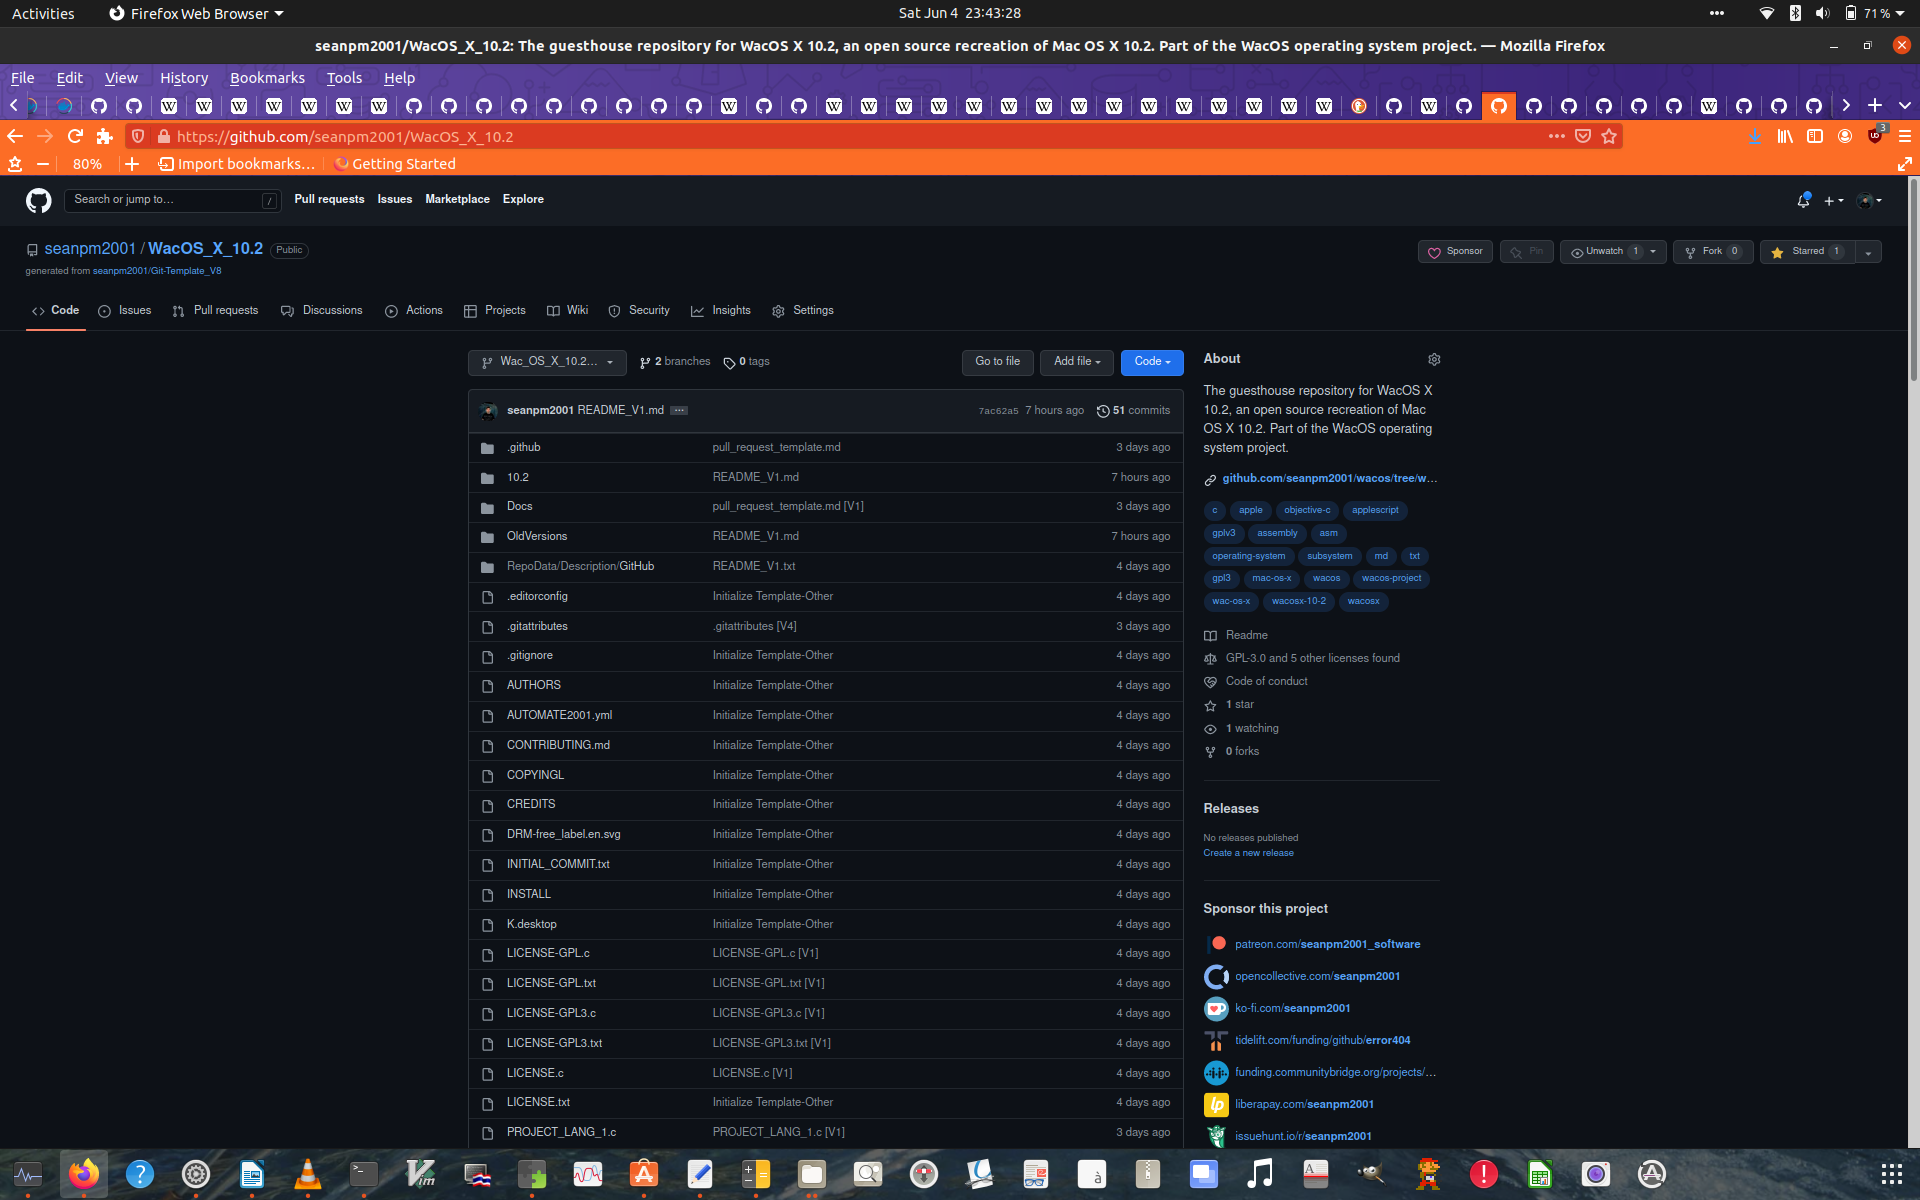 Activities Firefox Web Browser Sat Jun 4 23:43:28 71 %
seanpm2001/WacOS_X_10.2: The guesthouse repository for WacOS X 10.2, an open source recreation of Mac OS X 10.2. Part of the WacOS operating system project. — Mozilla Firefox
File Edit View History Bookmarks Tools Help
https://github.com/seanpm2001/WacOS_X_10.2 3
80% Import bookmarks… Getting Started
Search or jump to… / Pull requests Issues Marketplace Explore
seanpm2001 / WacOS_X_10.2 Public Sponsor Pin Unwatch 1 Fork 0 Starred 1
generated from seanpm2001/Git-Template_V8
Code Issues Pull requests Discussions Actions Projects Wiki Security Insights Settings
Wac_OS_X_10.2… 2 branches 0 tags Go to file Add file Code
seanpm2001 README_V1.md 7ac62a5 7 hours ago 51 commits
.github pull_request_template.md 3 days ago
10.2 README_V1.md 7 hours ago
Docs pull_request_template.md [V1] 3 days ago
OldVersions README_V1.md 7 hours ago
RepoData/Description/GitHub README_V1.txt 4 days ago
.editorconfig Initialize Template-Other 4 days ago
.gitattributes .gitattributes [V4] 3 days ago
.gitignore Initialize Template-Other 4 days ago
AUTHORS Initialize Template-Other 4 days ago
AUTOMATE2001.yml Initialize Template-Other 4 days ago
CONTRIBUTING.md Initialize Template-Other 4 days ago
COPYINGL Initialize Template-Other 4 days ago
CREDITS Initialize Template-Other 4 days ago
DRM-free_label.en.svg Initialize Template-Other 4 days ago
INITIAL_COMMIT.txt Initialize Template-Other 4 days ago
INSTALL Initialize Template-Other 4 days ago
K.desktop Initialize Template-Other 4 days ago
LICENSE-GPL.c LICENSE-GPL.c [V1] 4 days ago
LICENSE-GPL.txt LICENSE-GPL.txt [V1] 4 days ago
LICENSE-GPL3.c LICENSE-GPL3.c [V1] 4 days ago
LICENSE-GPL3.txt LICENSE-GPL3.txt [V1] 4 days ago
LICENSE.c LICENSE.c [V1] 4 days ago
LICENSE.txt Initialize Template-Other 4 days ago
PROJECT_LANG_1.c PROJECT_LANG_1.c [V1] 3 days ago
About
The guesthouse repository for WacOS X
10.2, an open source recreation of Mac
OS X 10.2. Part of the WacOS operating
system project.
github.com/seanpm2001/wacos/tree/w…
c apple objective-c applescript
gplv3 assembly asm
operating-system subsystem md txt
gpl3 mac-os-x wacos wacos-project
wac-os-x wacosx-10-2 wacosx
Readme
GPL-3.0 and 5 other licenses found
Code of conduct
1 star
1 watching
0 forks
Releases
No releases published
Create a new release
Sponsor this project
patreon.com/seanpm2001_software
opencollective.com/seanpm2001
ko-fi.com/seanpm2001
tidelift.com/funding/github/error404
funding.communitybridge.org/projects/…
liberapay.com/seanpm2001
issuehunt.io/r/seanpm2001